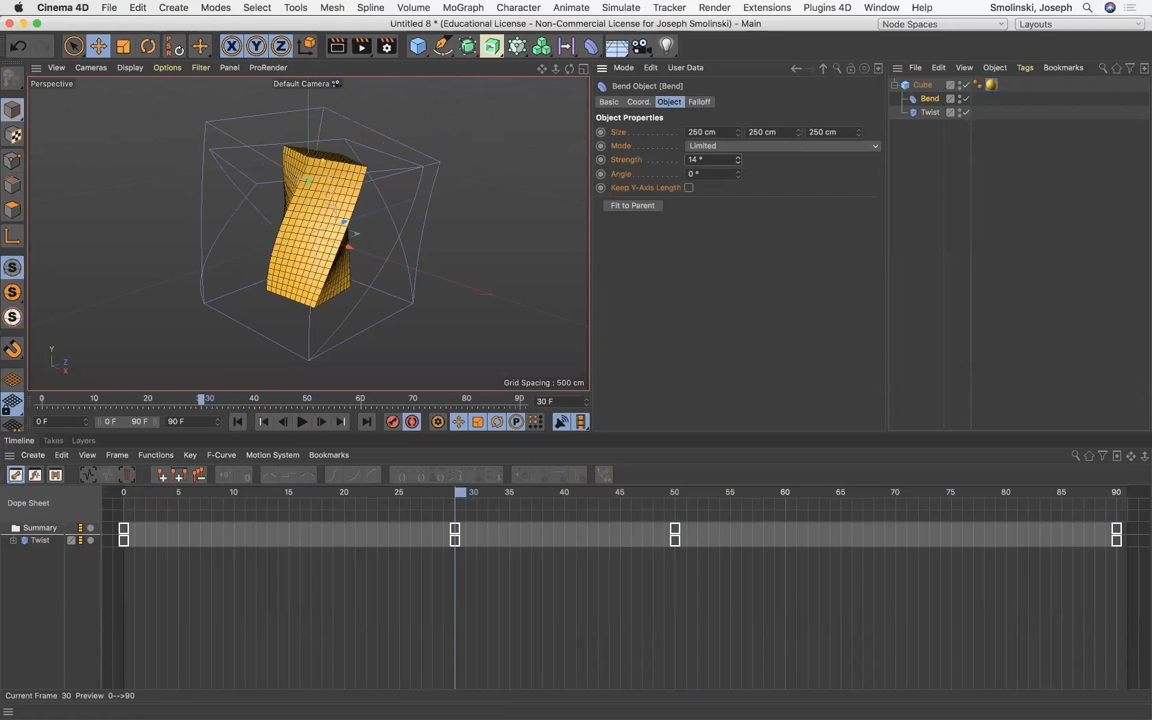 Cinema 4D File Edit Create Modes Select Tools Mesh Spline Volume MoGraph Character Animate Simulate Tracker Render Extensions Plugins 4D Window Help Smolinski, Joseph
Untitled 8 * (Educational License - Non-Commercial License for Joseph Smolinski) - Main
Node Spaces Layouts
PSR X Y Z
View Cameras Display Options Filter Panel ProRender
Mode Edit User Data
File Edit View Object Tags Bookmarks
Perspective Default Camera
Bend Object [Bend]
Cube
Basic Coord. Object Falloff
Bend
Object Properties
Twist
Size 250 cm 250 cm 250 cm
Mode Limited
Strength 14 °
Angle 0 °
Keep Y-Axis Length
Fit to Parent
Y
Z
X
Grid Spacing : 500 cm
0 10 20 30 40 50 60 70 80 90 30 F
0 F 0 F 90 F 90 F
Timeline Takes Layers
Create Edit View Frame Functions Key F-Curve Motion System Bookmarks
0 5 10 15 20 25 30 35 40 45 50 55 60 65 70 75 80 85 90
Dope Sheet
Summary
Twist
Current Frame 30 Preview 0-->90